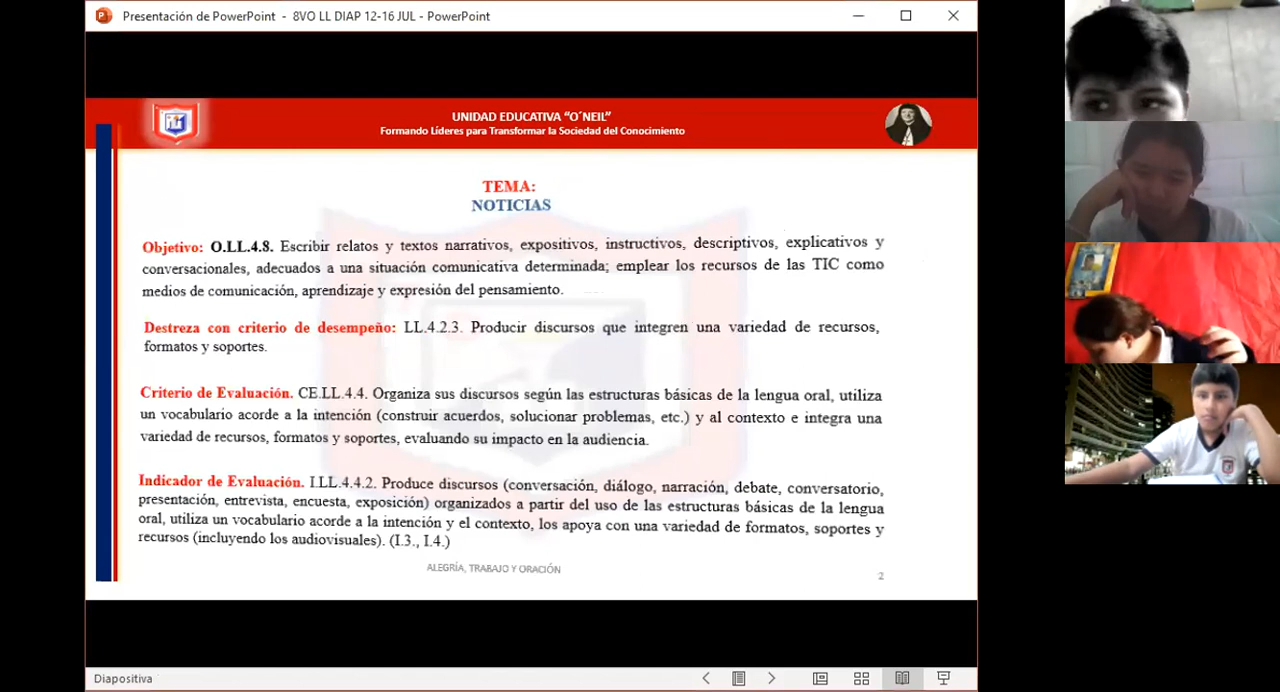 Presentación de PowerPoint - 8VO LL DIAP 12-16 JUL - PowerPoint
UNIDAD EDUCATIVA “O´NEIL”
Formando Líderes para Transformar la Sociedad del Conocimiento
TEMA:
NOTICIAS
Objetivo: O.LL.4.8. Escribir relatos y textos narrativos, expositivos, instructivos, descriptivos, explicativos y
conversacionales, adecuados a una situación comunicativa determinada; emplear los recursos de las TIC como
medios de comunicación, aprendizaje y expresión del pensamiento.
Destreza con criterio de desempeño: LL.4.2.3. Producir discursos que integren una variedad de recursos,
formatos y soportes.
Criterio de Evaluación. CE.LL.4.4. Organiza sus discursos según las estructuras básicas de la lengua oral, utiliza
un vocabulario acorde a la intención (construir acuerdos, solucionar problemas, etc.) y al contexto e integra una
variedad de recursos, formatos y soportes, evaluando su impacto en la audiencia.
Indicador de Evaluación. I.LL.4.4.2. Produce discursos (conversación, diálogo, narración, debate, conversatorio,
presentación, entrevista, encuesta, exposición) organizados a partir del uso de las estructuras básicas de la lengua
oral, utiliza un vocabulario acorde a la intención y el contexto, los apoya con una variedad de formatos, soportes y
recursos (incluyendo los audiovisuales). (I.3., I.4.)
ALEGRÍA, TRABAJO Y ORACIÓN
2
Diapositiva